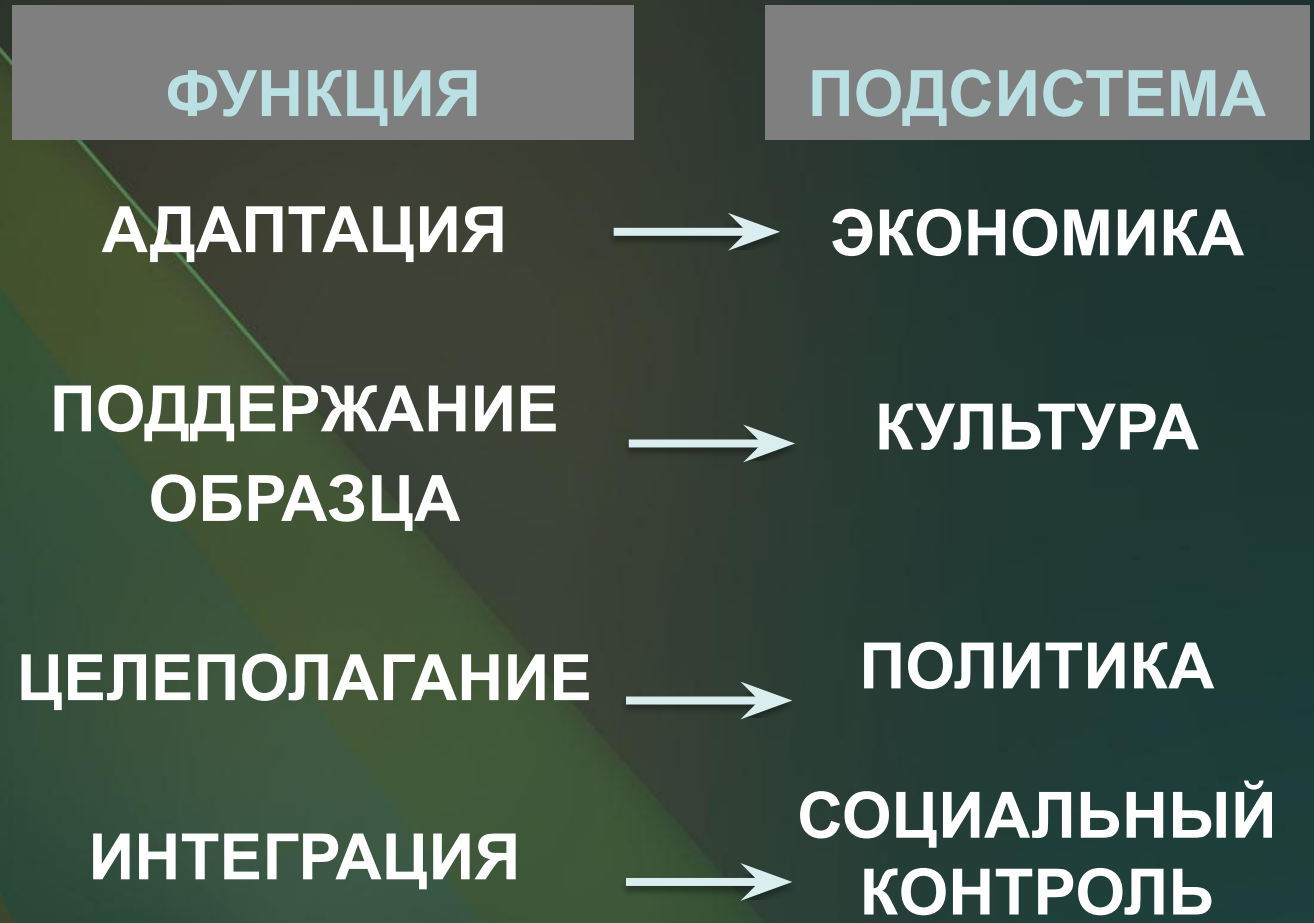 ФУНКЦИЯ ПОДСИСТЕМА
АДАПТАЦИЯ ЭКОНОМИКА
ПОДДЕРЖАНИЕ
ОБРАЗЦА
КУЛЬТУРА
ЦЕЛЕПОЛАГАНИЕ ПОЛИТИКА
ИНТЕГРАЦИЯ
СОЦИАЛЬНЫЙ
КОНТРОЛЬ